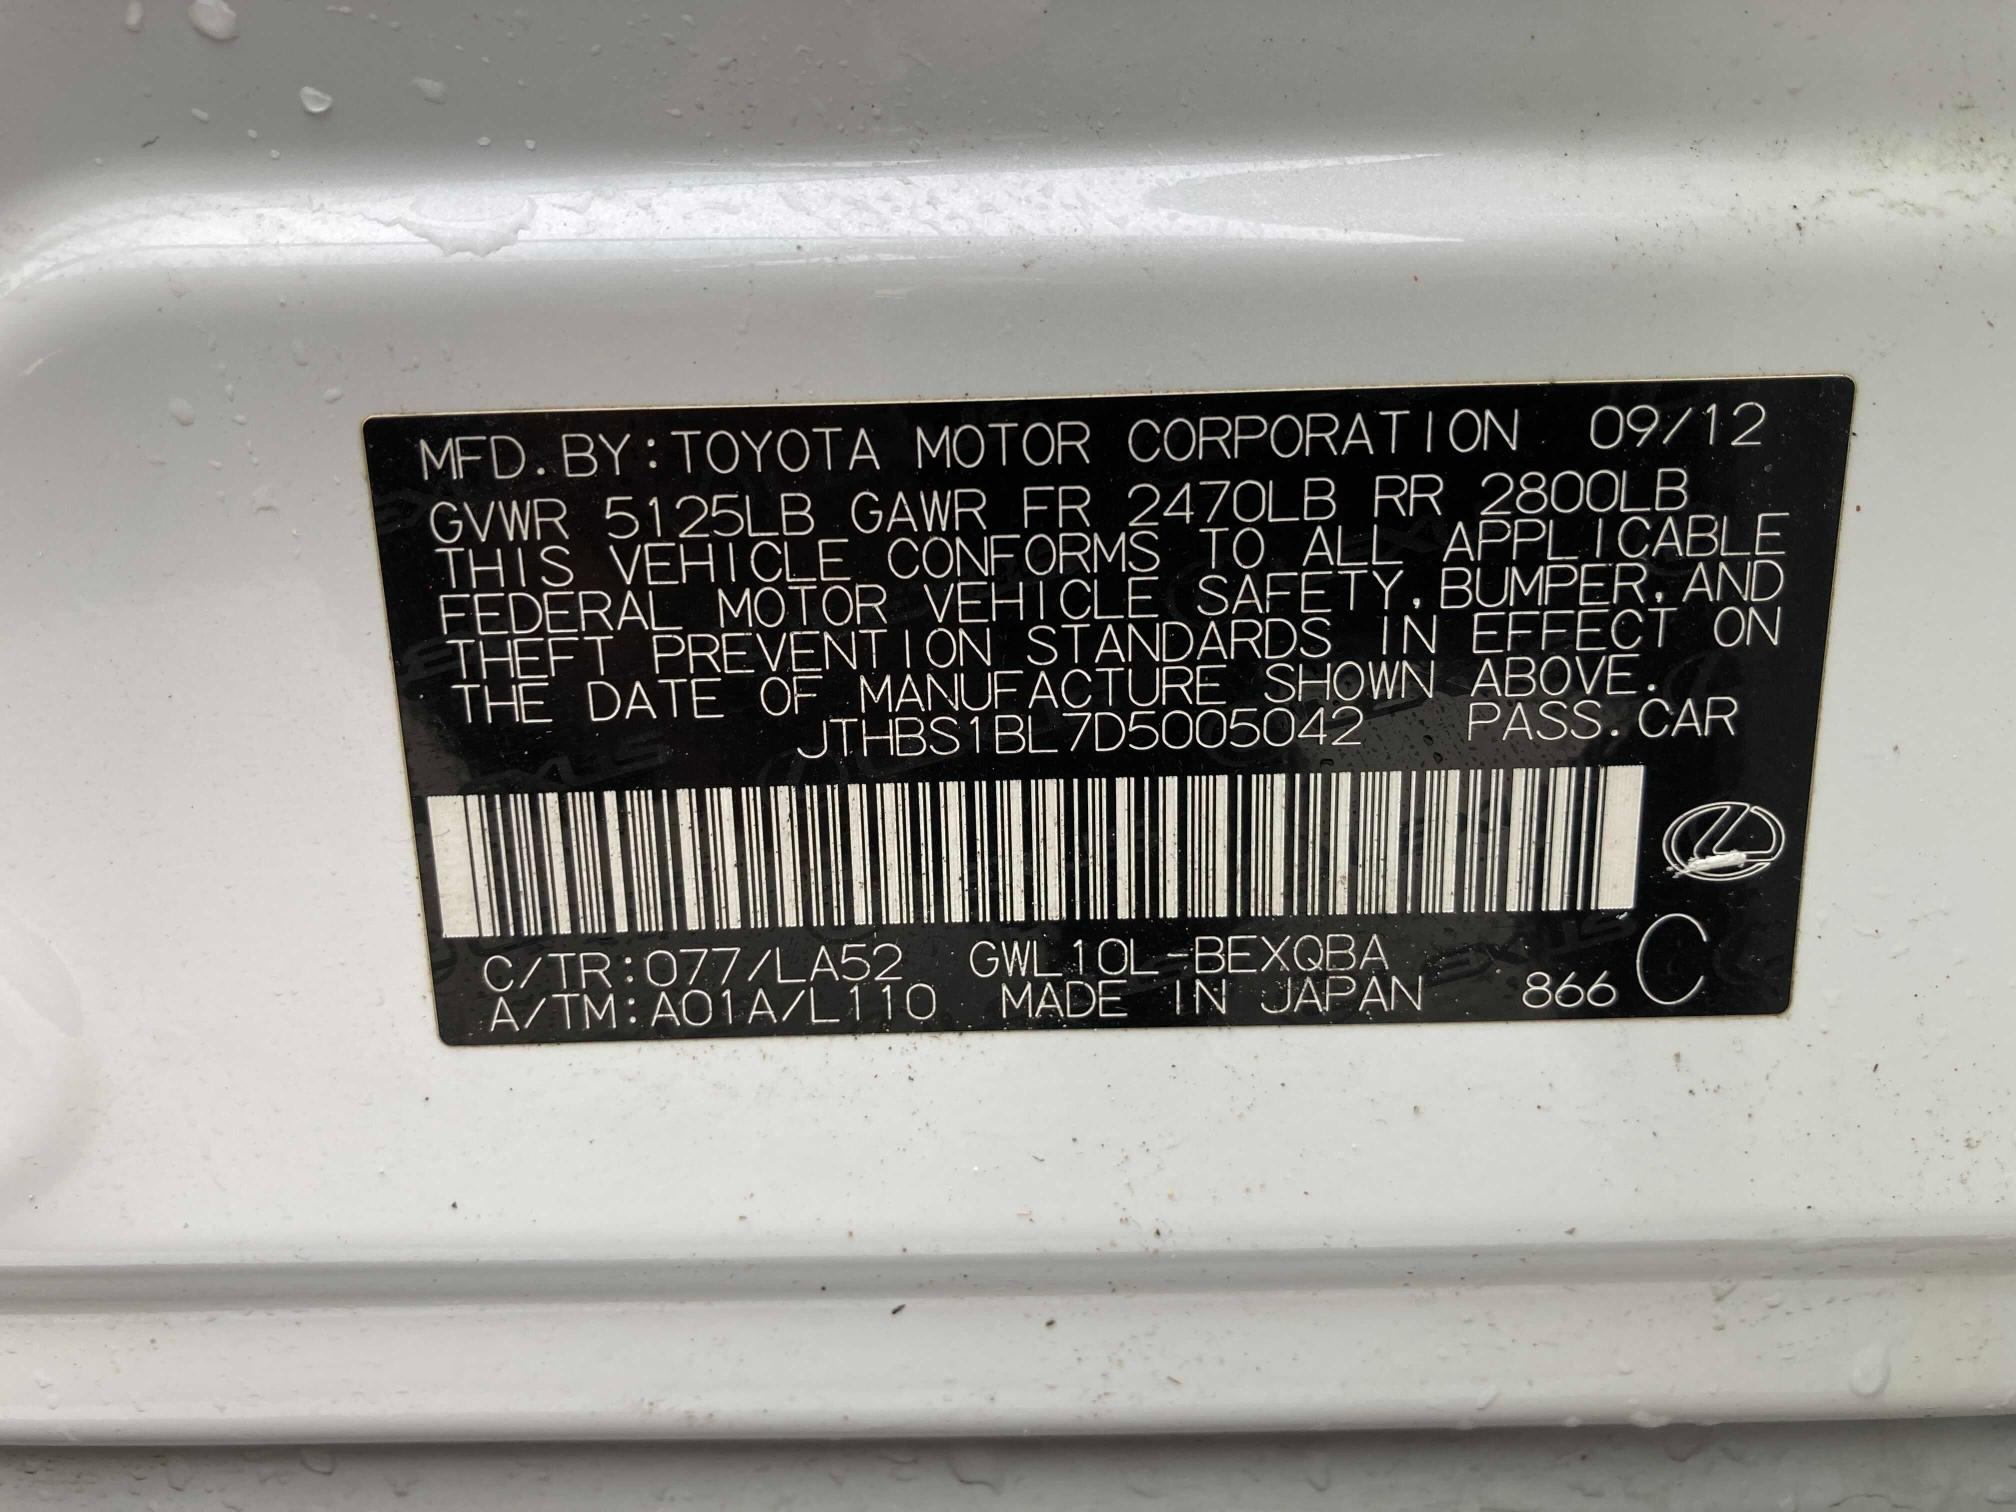 MFD. BY: TOYOTA MOTOR CORPORATION 09/12
GVWR 5125LB GAWR FR 2470LB RR 2800LB
THIS VEHICLE CONFORMS TO ALL APPLICABLE
FEDERAL MOTOR VEHICLE SAFETY, BUMPER, AND
THEFT PREVENTION STANDARDS IN EFFECT ON
THE DATE OF MANUFACTURE SHOWN ABOVE.
JTHBS1BL7D5005042 PASS. CAR
C/TR: 077/LA52 GWL10L-BEXQBA
A/TM: A01A/L110 MADE IN JAPAN 866 C